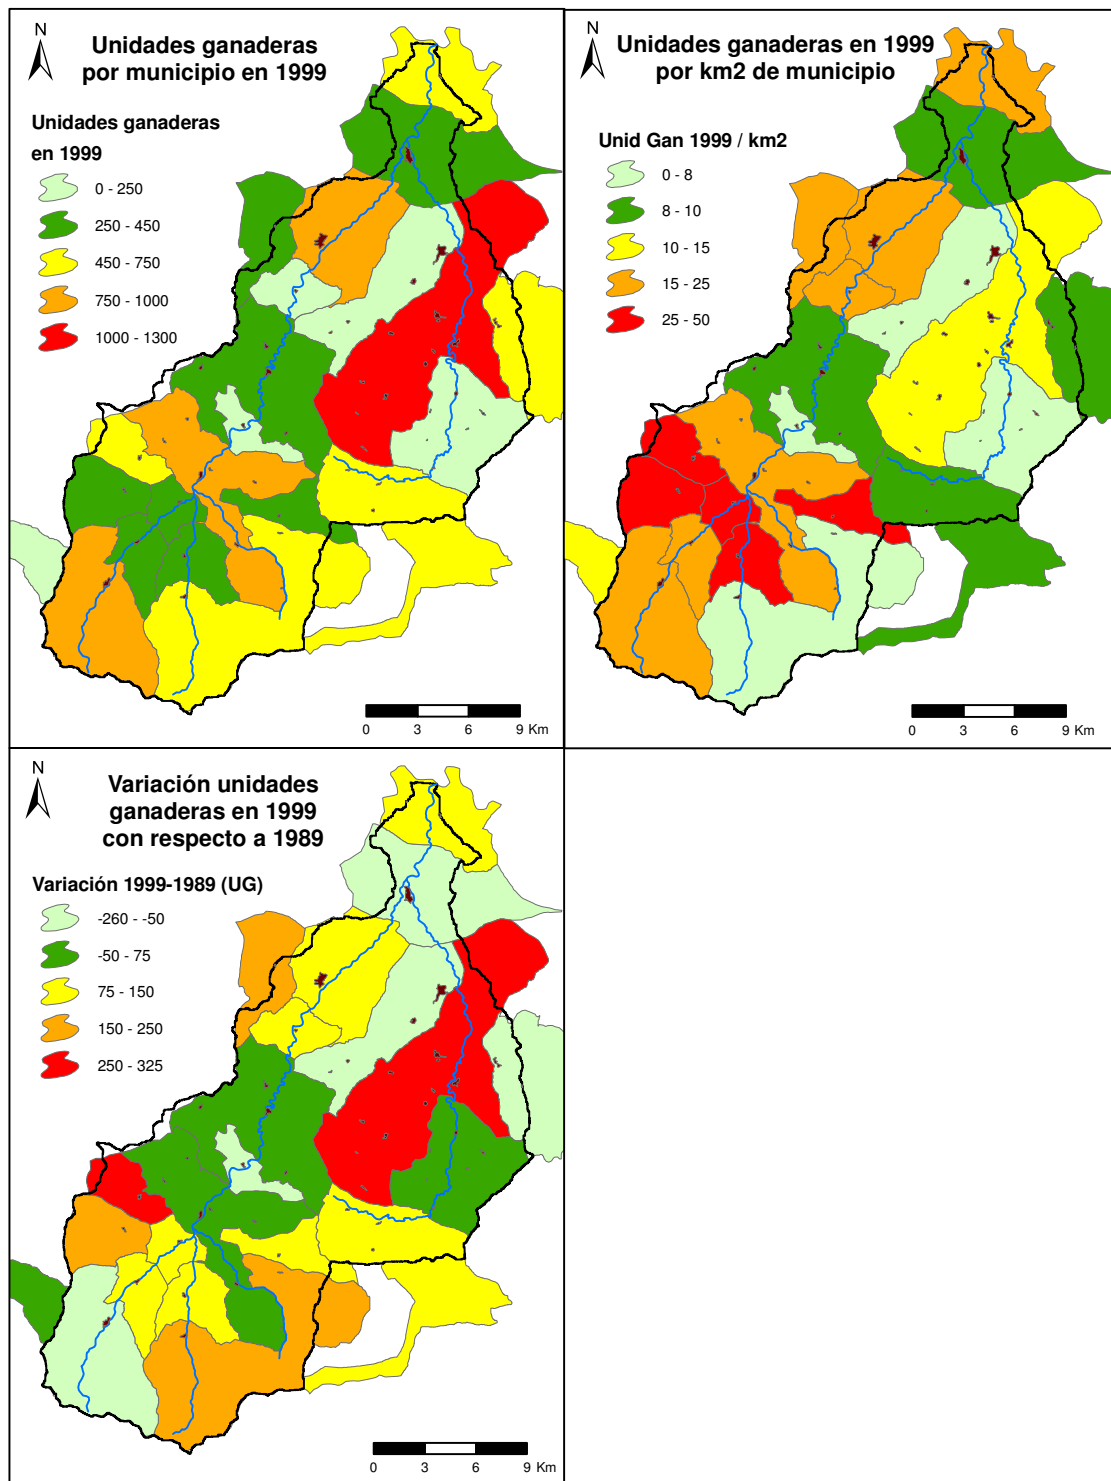 N
Unidades ganaderas
por municipio en 1999
Unidades ganaderas
en 1999
0 - 250
250 - 450
450 - 750
750 - 1000
1000 - 1300
0 3 6 9 Km
N
Unidades ganaderas en 1999
por km2 de municipio
Unid Gan 1999 / km2
0 - 8
8 - 10
10 - 15
15 - 25
25 - 50
0 3 6 9 Km
N
Variación unidades
ganaderas en 1999
con respecto a 1989
Variación 1999-1989 (UG)
-260 - -50
-50 - 75
75 - 150
150 - 250
250 - 325
0 3 6 9 Km